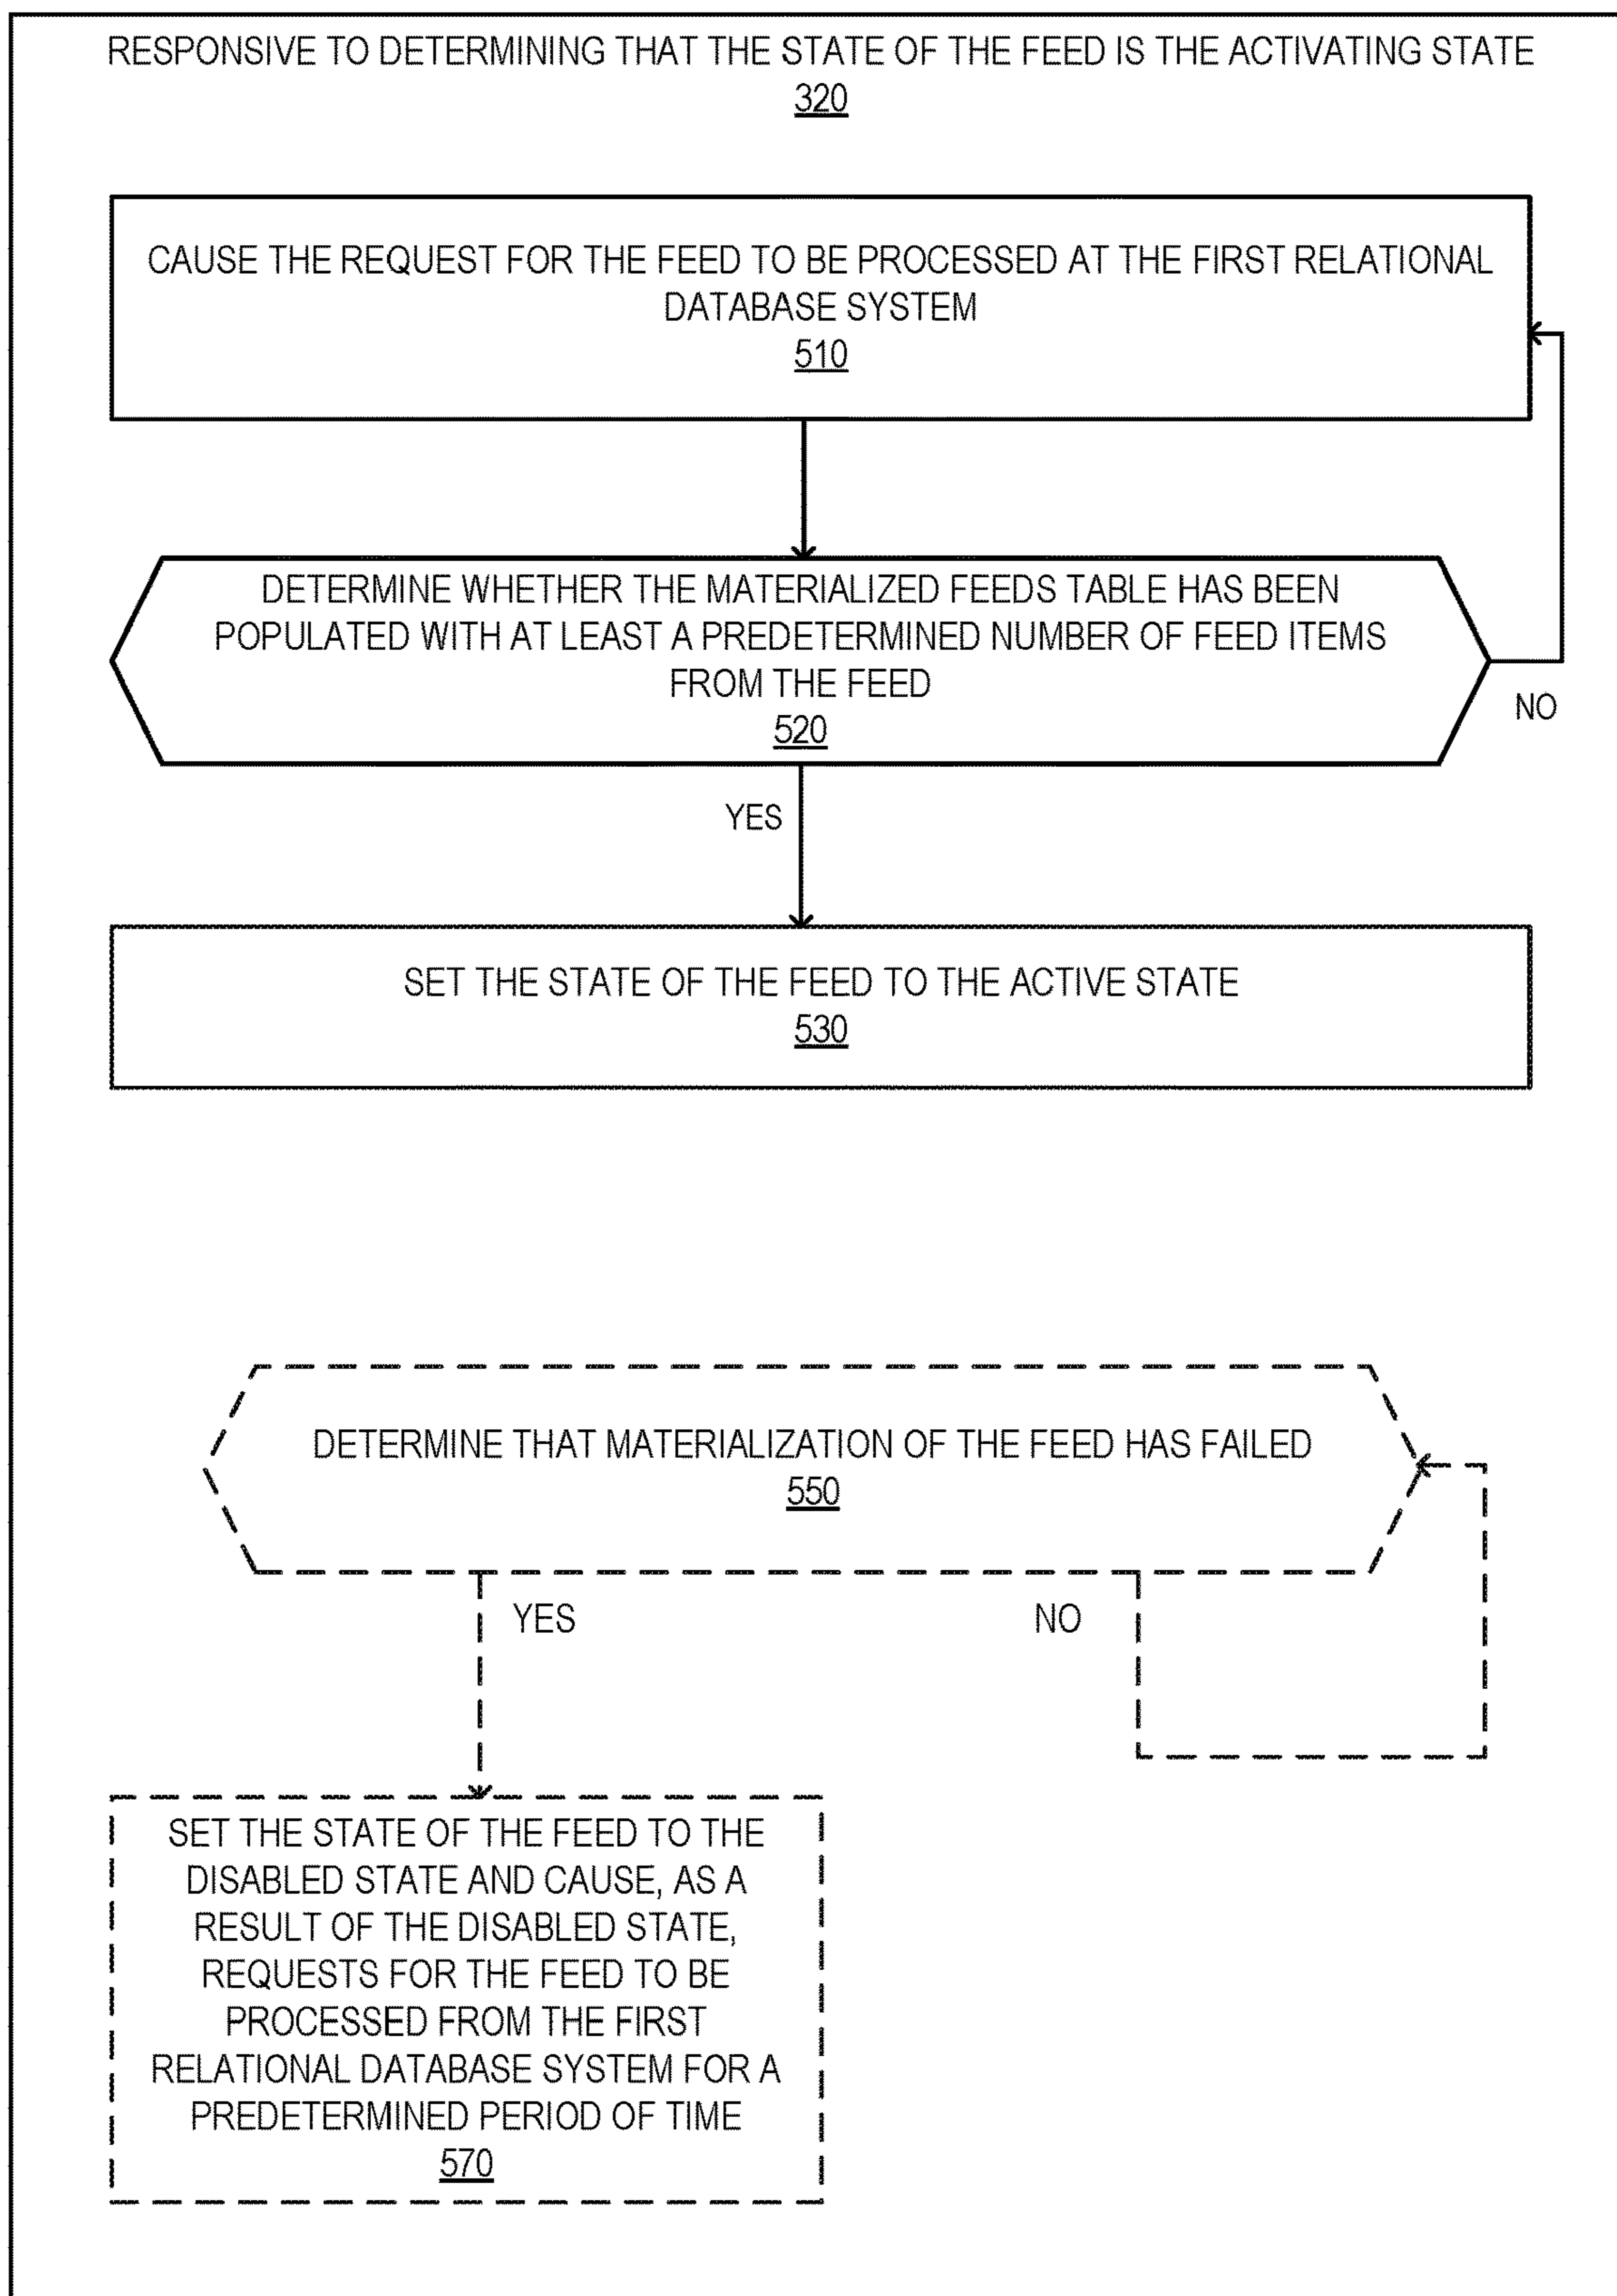 RESPONSIVE TO DETERMINING THAT THE STATE OF THE FEED IS THE ACTIVATING STATE
320
CAUSE THE REQUEST FOR THE FEED TO BE PROCESSED AT THE FIRST RELATIONAL
DATABASE SYSTEM
510
DETERMINE WHETHER THE MATERIALIZED FEEDS TABLE HAS BEEN
POPULATED WITH AT LEAST A PREDETERMINED NUMBER OF FEED ITEMS
FROM THE FEED
520
NO
YES
SET THE STATE OF THE FEED TO THE ACTIVE STATE
530
DETERMINE THAT MATERIALIZATION OF THE FEED HAS FAILED
550
YES
NO
SET THE STATE OF THE FEED TO THE
DISABLED STATE AND CAUSE, AS A
RESULT OF THE DISABLED STATE,
REQUESTS FOR THE FEED TO BE
PROCESSED FROM THE FIRST
RELATIONAL DATABASE SYSTEM FOR A
PREDETERMINED PERIOD OF TIME
570